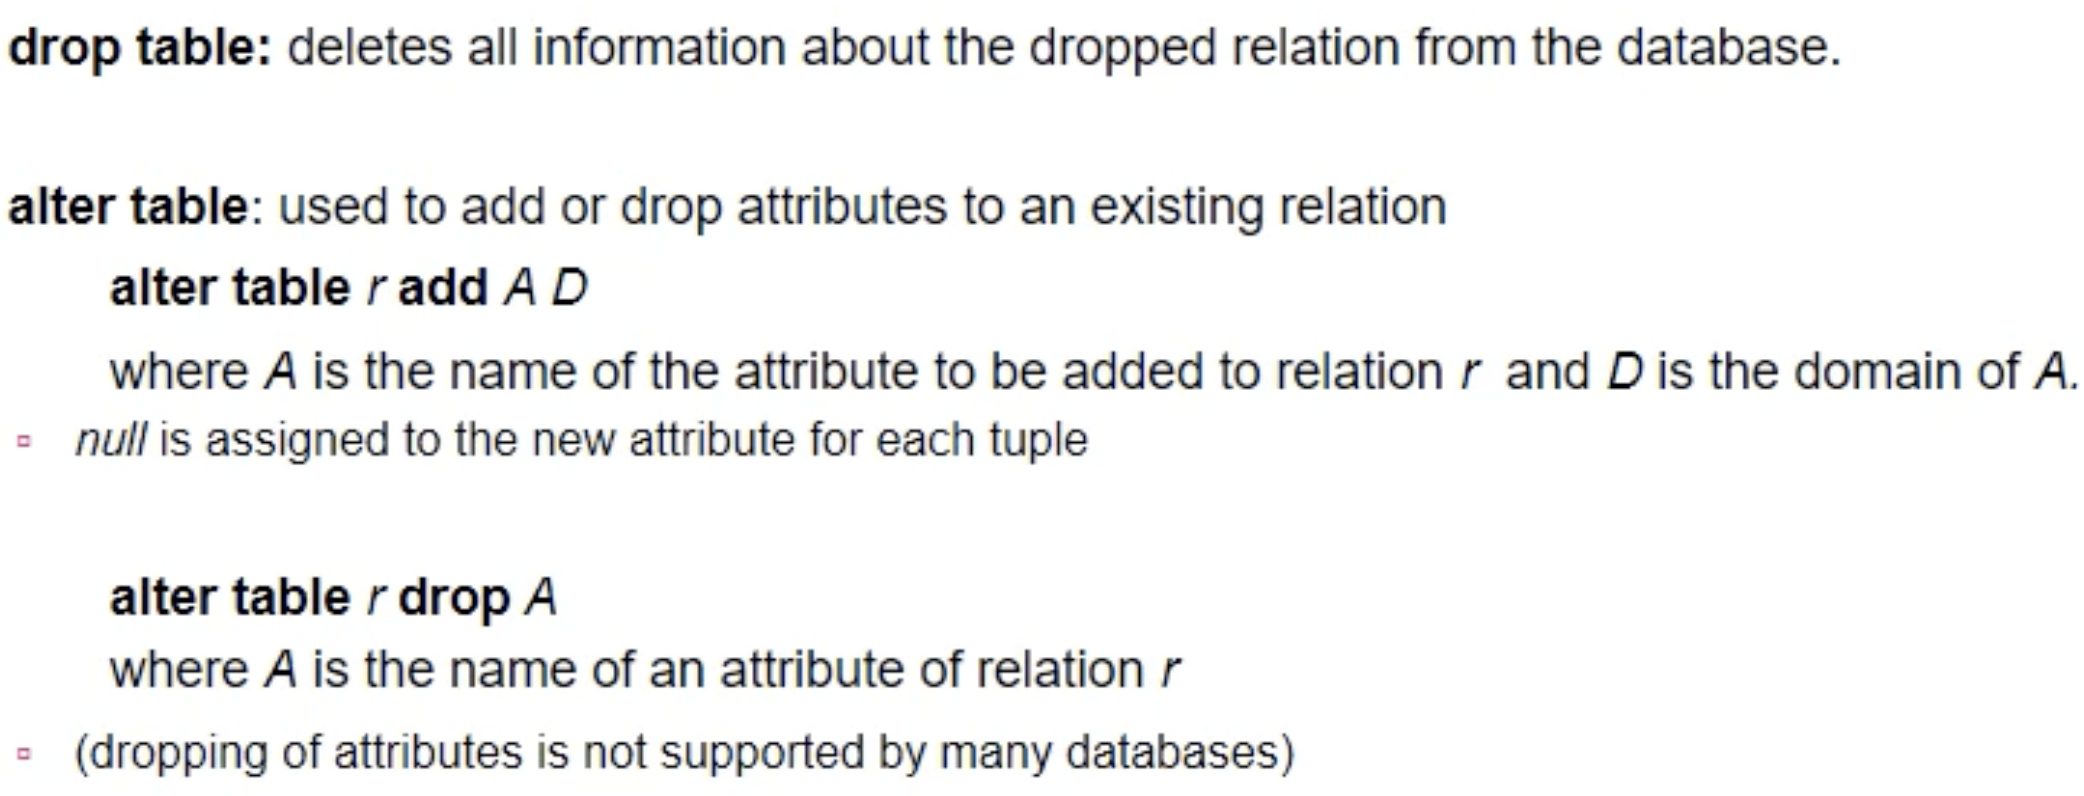 drop table: deletes all information about the dropped relation from the database.
alter table: used to add or drop attributes to an existing relation
alter table r add A D
where A is the name of the attribute to be added to relation r and D is the domain of A.
null is assigned to the new attribute for each tuple
alter table r drop A
where A is the name of an attribute of relation r
(dropping of attributes is not supported by many databases)